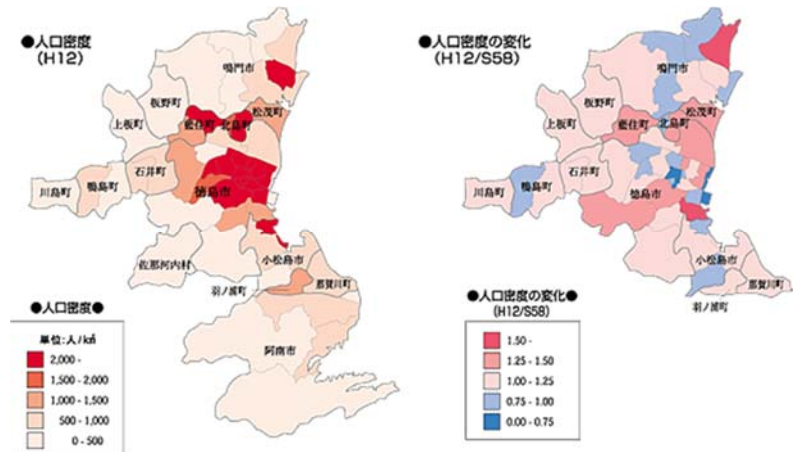 ●人口密度
（H12）
鳴門市
板野町
松茂町
上板町
藍住町
北島町
石井町
鴨島町
川島町
徳島市
佐那河内村
小松島市
羽ノ浦町
那賀川町
阿南市
●人口密度●
単位:人/k㎡
2,000 -
1,500 - 2,000
1,000 - 1,500
500 - 1,000
0 - 500
●人口密度の変化
（H12/S58）
鳴門市
板野町
松茂町
上板町
藍住町
北島町
石井町
鴨島町
川島町
徳島市
小松島市
那賀川町
羽ノ浦町
●人口密度の変化●
(H12/S58)
1.50 -
1.25 - 1.50
1.00 - 1.25
0.75 - 1.00
0.00 - 0.75